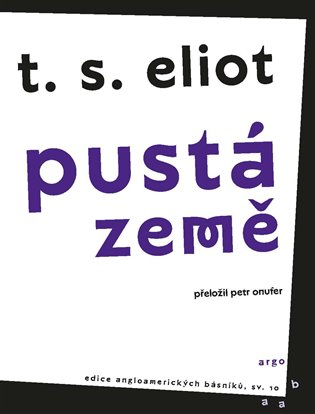 t. s. eliot
pustá
země
přeložil petr onufer
argo
edice angloamerických básníků, sv. 10
a a b